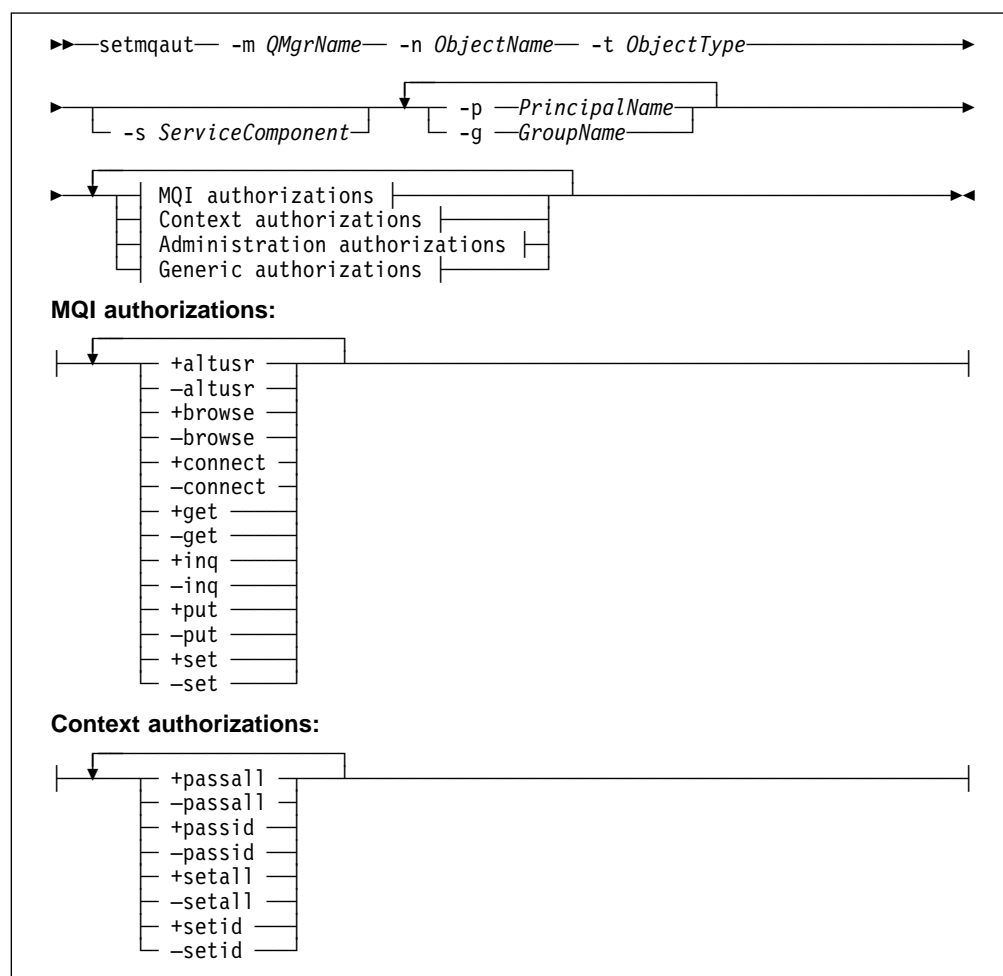 setmqaut -m QMgrName -n ObjectName -t ObjectType
-p PrincipalName
-s ServiceComponent -g GroupName
MQI authorizations
Context authorizations
Administration authorizations
Generic authorizations
MQI authorizations:
+altusr
–altusr
+browse
–browse
+connect
–connect
+get
–get
+inq
–inq
+put
–put
+set
–set
Context authorizations:
+passall
–passall
+passid
–passid
+setall
–setall
+setid
–setid